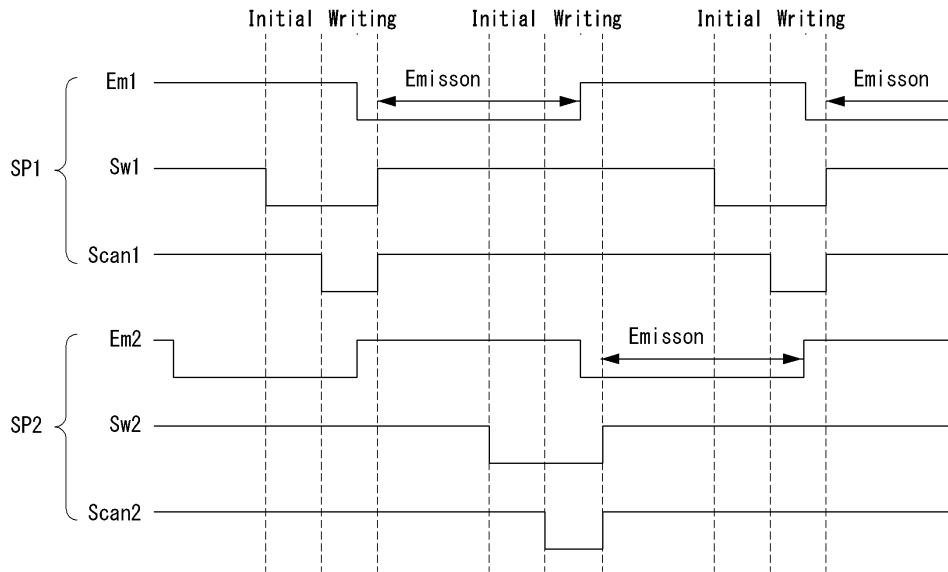 Initial Writing Initial Writing Initial Writing
Em1 Emisson Emisson
SP1 Sw1
Scan1
Em2 Emisson
SP2 Sw2
Scan2